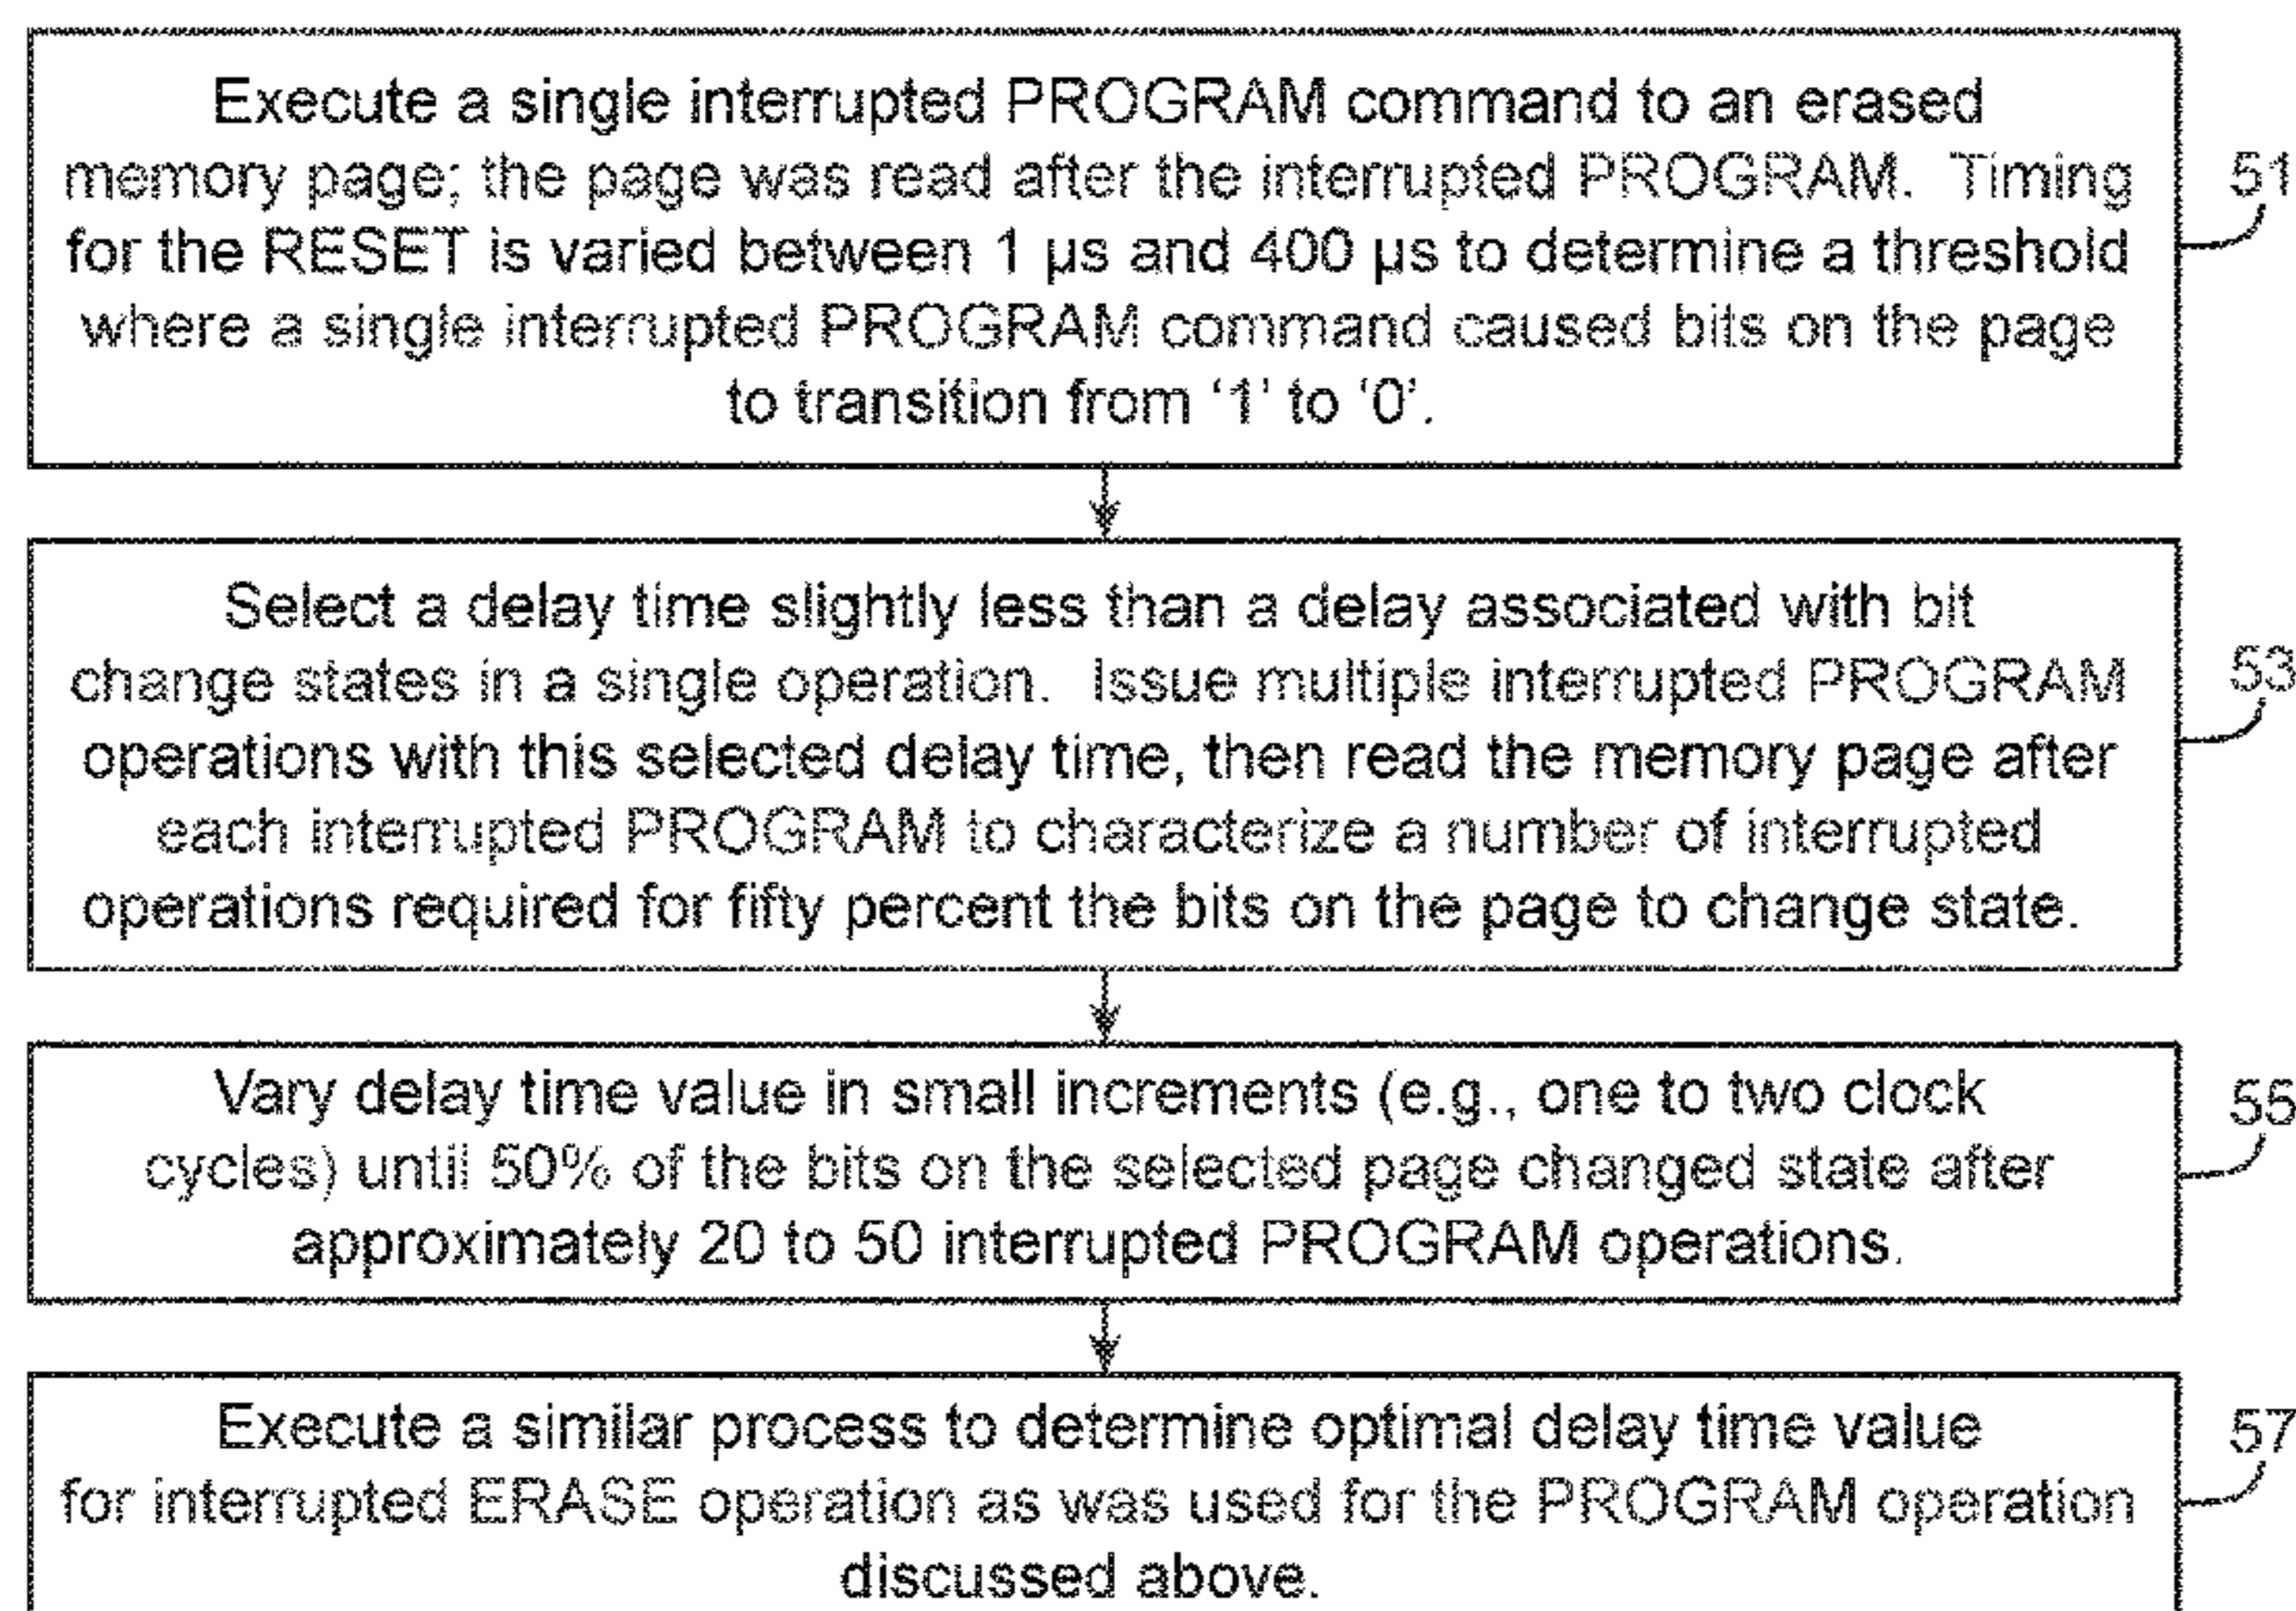 Execute a single interrupted PROGRAM command to an erased
memory page; the page was read after the interrupted PROGRAM. Timing
for the RESET is varied between 1 µs and 400 µs to determine a threshold
where a single interrupted PROGRAM command caused bits on the page
to transition from ‘1’ to ‘0’.
51
Select a delay time slightly less than a delay associated with bit
change states in a single operation. Issue multiple interrupted PROGRAM
operations with this selected delay time, then read the memory page after
each interrupted PROGRAM to characterize a number of interrupted
operations required for fifty percent the bits on the page to change state.
53
Vary delay time value in small increments (e.g., one to two clock
cycles) until 50% of the bits on the selected page changed state after
approximately 20 to 50 interrupted PROGRAM operations.
55
Execute a similar process to determine optimal delay time value
for interrupted ERASE operation as was used for the PROGRAM operation
discussed above.
57